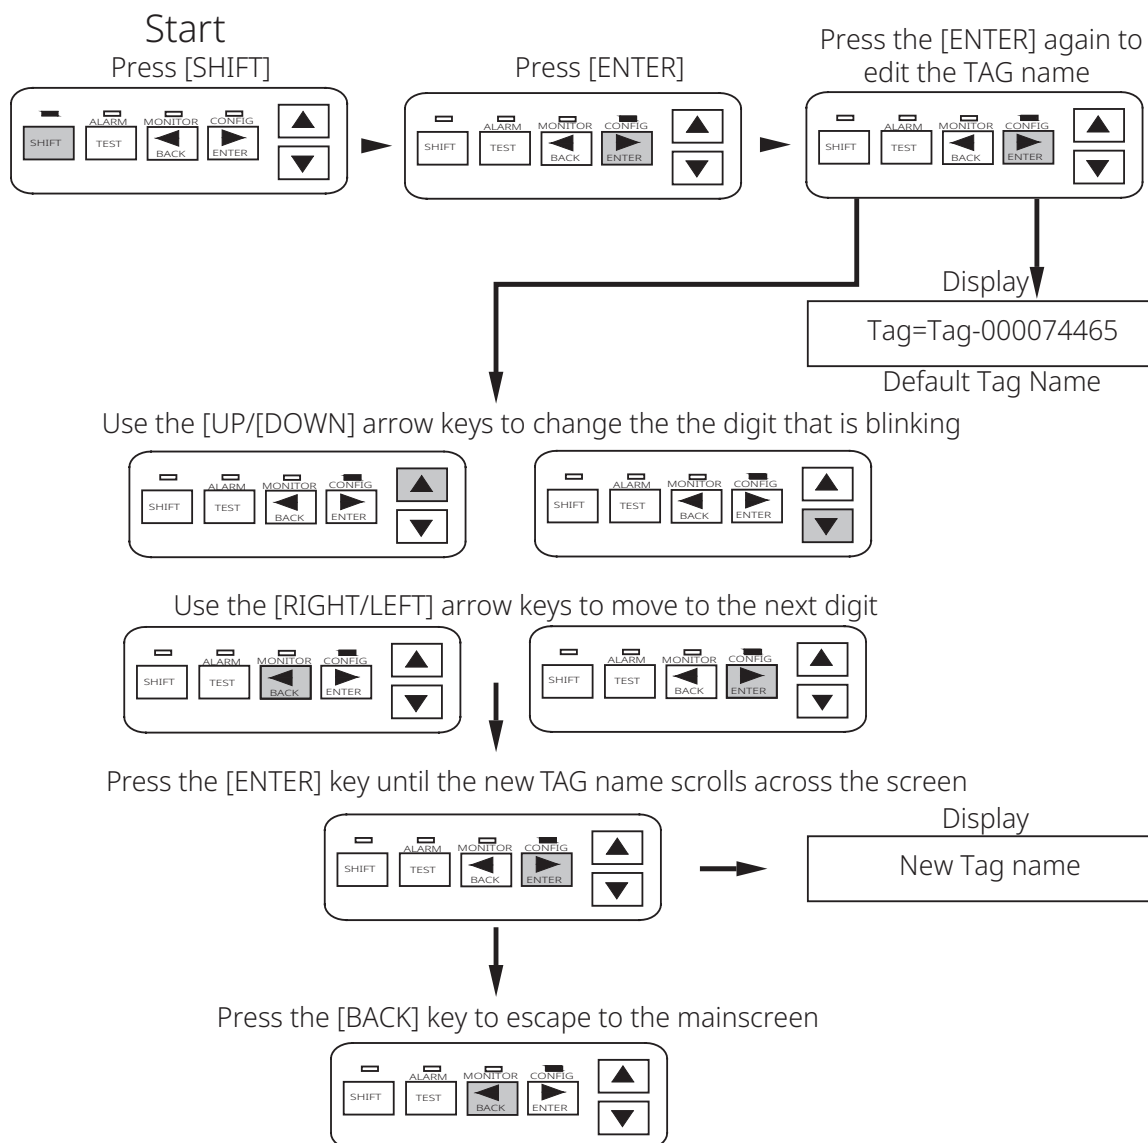 Start
Press [SHIFT]
Press [ENTER]
Press the [ENTER] again to
edit the TAG name
ALARM MONITOR CONFIG
SHIFT TEST BACK ENTER
ALARM MONITOR CONFIG
SHIFT TEST BACK ENTER
ALARM MONITOR CONFIG
SHIFT TEST BACK ENTER
Display
Tag=Tag-000074465
Default Tag Name
Use the [UP/[DOWN] arrow keys to change the the digit that is blinking
ALARM MONITOR CONFIG
SHIFT TEST BACK ENTER
ALARM MONITOR CONFIG
SHIFT TEST BACK ENTER
Use the [RIGHT/LEFT] arrow keys to move to the next digit
ALARM MONITOR CONFIG
SHIFT TEST BACK ENTER
ALARM MONITOR CONFIG
SHIFT TEST BACK ENTER
Press the [ENTER] key until the new TAG name scrolls across the screen
ALARM MONITOR CONFIG
SHIFT TEST BACK ENTER
Display
New Tag name
Press the [BACK] key to escape to the mainscreen
ALARM MONITOR CONFIG
SHIFT TEST BACK ENTER